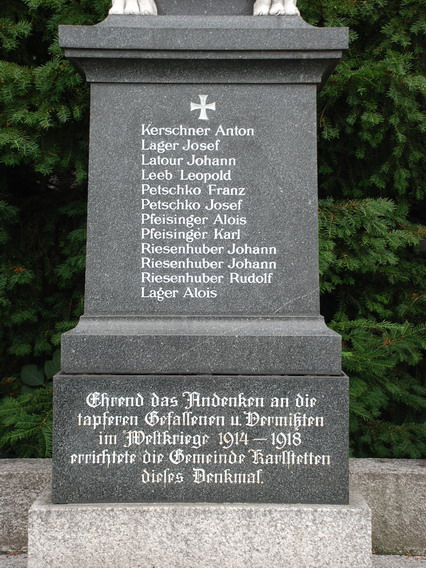 Kerschner Anton
Lager Josef
Latour Johann
Leeb Leopold
Petschko Franz
Petschko Josef
Pfeisinger Alois
Pfeisinger Karl
Riesenhuber Johann
Riesenhuber Johann
Riesenhuber Rudolf
Lager Alois
Ehrend das Andenken an die
tapferen Gefallenen u. Vermißten
im Weltkriege 1914 – 1918
errichtete die Gemeinde Karlstetten
dieses Denkmal.